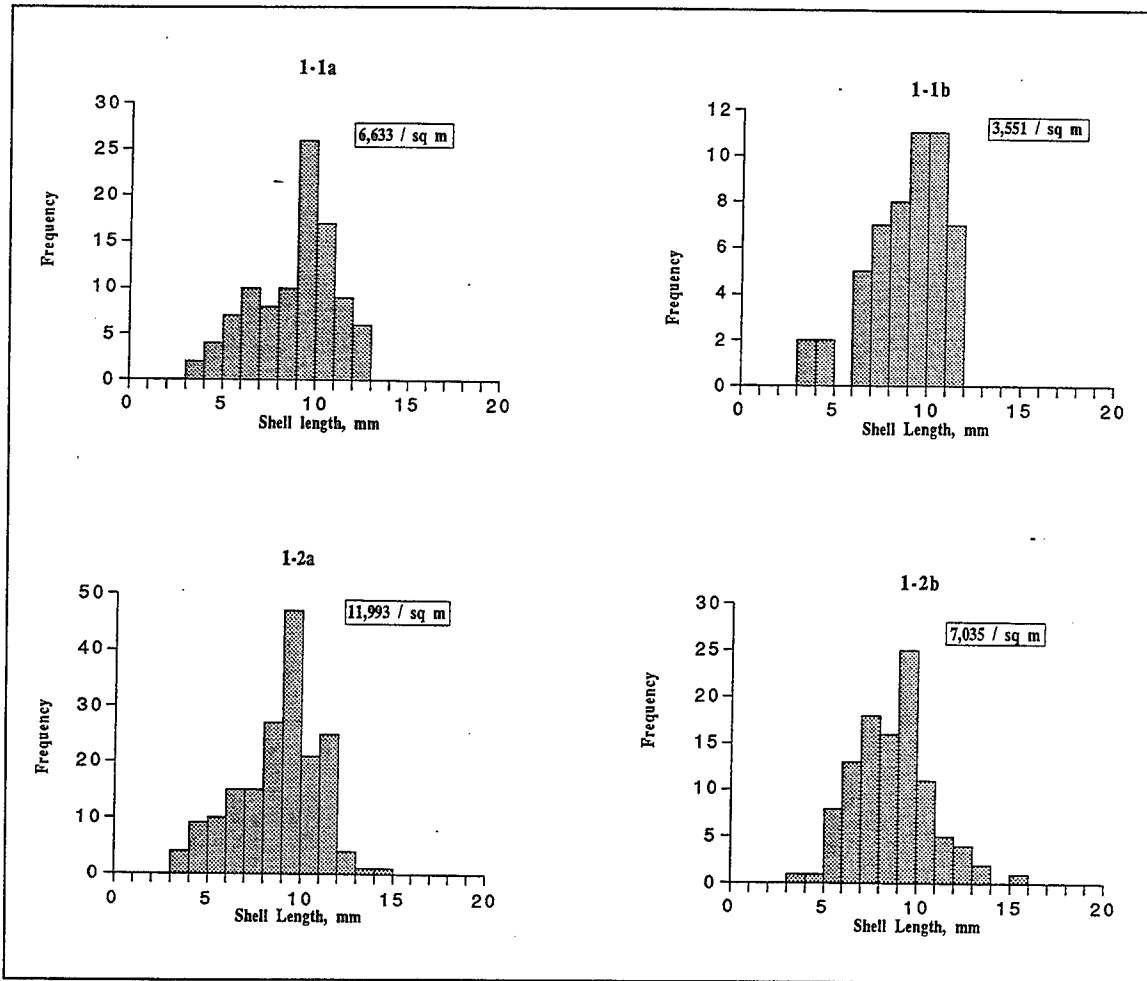 1-1a
6,633 / sq m
Frequency
30
25
20
15
10
5
0
0 5 10 15 20
Shell length, mm
1-1b
3,551 / sq m
Frequency
12
10
8
6
4
2
0
0 5 10 15 20
Shell Length, mm
1-2a
11,993 / sq m
Frequency
50
40
30
20
10
0
0 5 10 15 20
Shell Length, mm
1-2b
7,035 / sq m
Frequency
30
25
20
15
10
5
0
0 5 10 15 20
Shell Length, mm